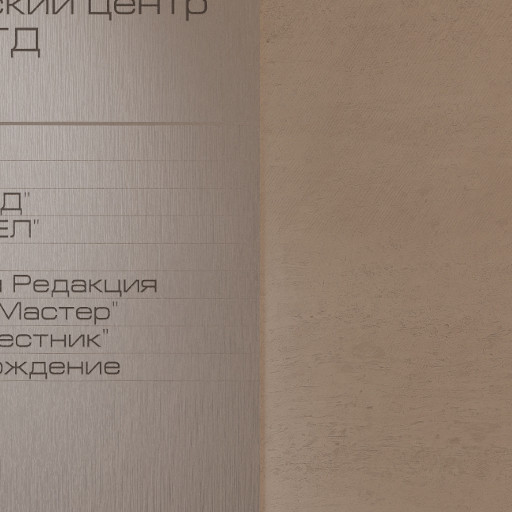 ский центр
ТД
Д"
ЕЛ"
Редакция
Мастер"
естник"
ождение